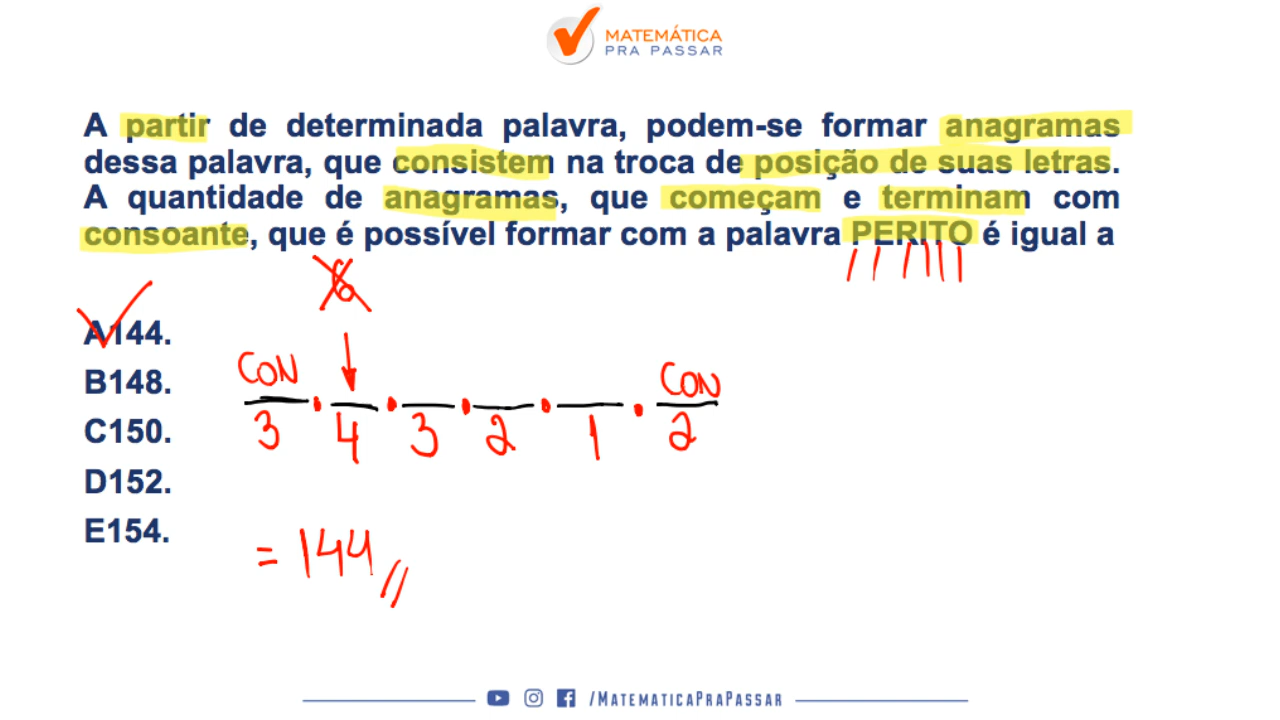 MATEMÁTICA
PRA PASSAR
A partir de determinada palavra, podem-se formar anagramas
dessa palavra, que consistem na troca de posição de suas letras.
A quantidade de anagramas, que começam e terminam com
consoante, que é possível formar com a palavra PERITO é igual a
6
A144.
CON CON
B148.
3 · 4 · 3 · 2 · 1 · 2
C150.
D152.
E154.
= 144//
/MATEMATICAPRAPASSAR